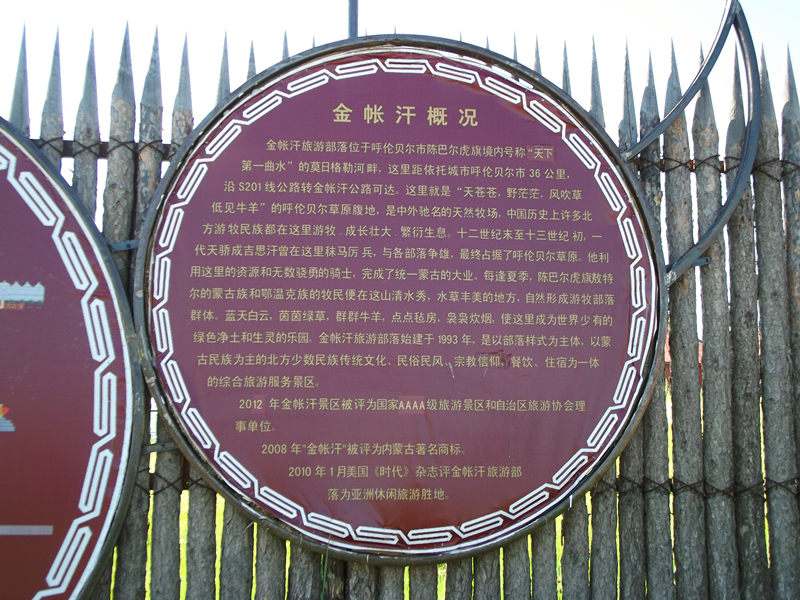 金帐汗概况
金帐汗旅游部落位于呼伦贝尔市陈巴尔虎旗境内号称“天下
第一曲水”的莫日格勒河畔，这里距依托城市呼伦贝尔市36公里，
沿S201线公路转金帐汗公路可达。这里就是“天苍苍，野茫茫，风吹草
低见牛羊”的呼伦贝尔草原腹地，是中外驰名的天然牧场，中国历史上许多北
方游牧民族都在这里游牧、成长壮大、繁衍生息。十二世纪末至十三世纪初，一
代天骄成吉思汗曾在这里秣马厉兵，与各部落争雄，最终占据了呼伦贝尔草原。他利
用这里的资源和无数骁勇的骑士，完成了统一蒙古的大业。每逢夏季，陈巴尔虎旗敖特
尔的蒙古族和鄂温克族的牧民便在这山清水秀，水草丰美的地方，自然形成游牧部落
群体。蓝天白云，茵茵绿草，群群牛羊，点点毡房，袅袅炊烟，使这里成为世界少有的
绿色净土和生灵的乐园。金帐汗旅游部落始建于1993年，是以部落样式为主体，以蒙
古民族为主的北方少数民族传统文化、民俗民风、宗教信仰、餐饮、住宿为一体
的综合旅游服务景区。
2012 年金帐汗景区被评为国家AAAA级旅游景区和自治区旅游协会理
事单位。
2008年"金帐汗"被评为内蒙古著名商标。
2010年1月美国《时代》杂志评金帐汗旅游部
落为亚洲休闲旅游胜地。